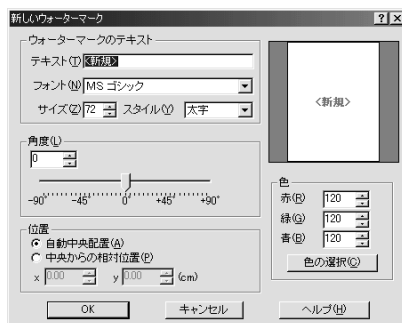 新しいウォーターマーク
ウォーターマークのテキスト
テキスト(T) <新規>
フォント(N) MS ゴシック
サイズ(Z) 72 スタイル(Y) 太字
角度(L)
0
-90° -45° 0° +45° +90°
位置
自動中央配置(A)
中央からの相対位置(P)
x 0.00 y 0.00 (cm)
<新規>
色
赤(R) 120
緑(G) 120
青(B) 120
色の選択(C)
OK キャンセル ヘルプ(H)